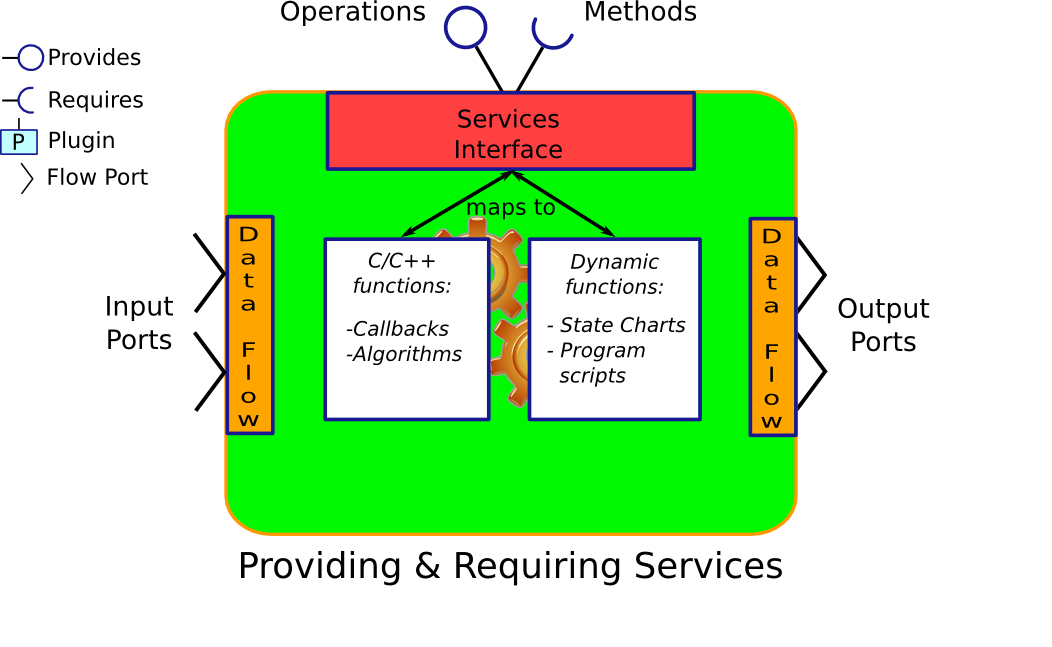 Operations
Methods
Provides
Requires
P
Plugin
Flow Port
Services
Interface
maps to
Data Flow
Input
Ports
C/C++
functions:
-Callbacks
-Algorithms
Dynamic
functions:
- State Charts
- Program
scripts
Data Flow
Output
Ports
Providing & Requiring Services